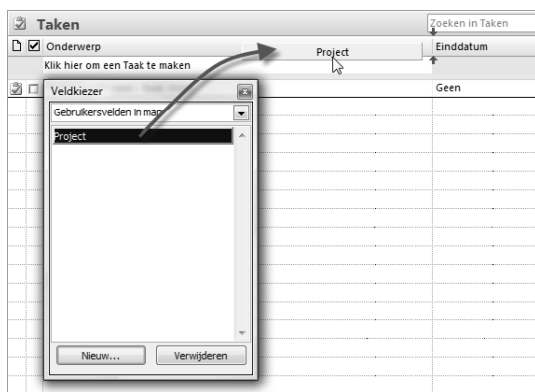 Taken
Zoeken in Taken
Onderwerp
Project
Einddatum
Klik hier om een Taak te maken
Geen
Veldkiezer
Gebruikersvelden in map
Project
Nieuw...
Verwijderen